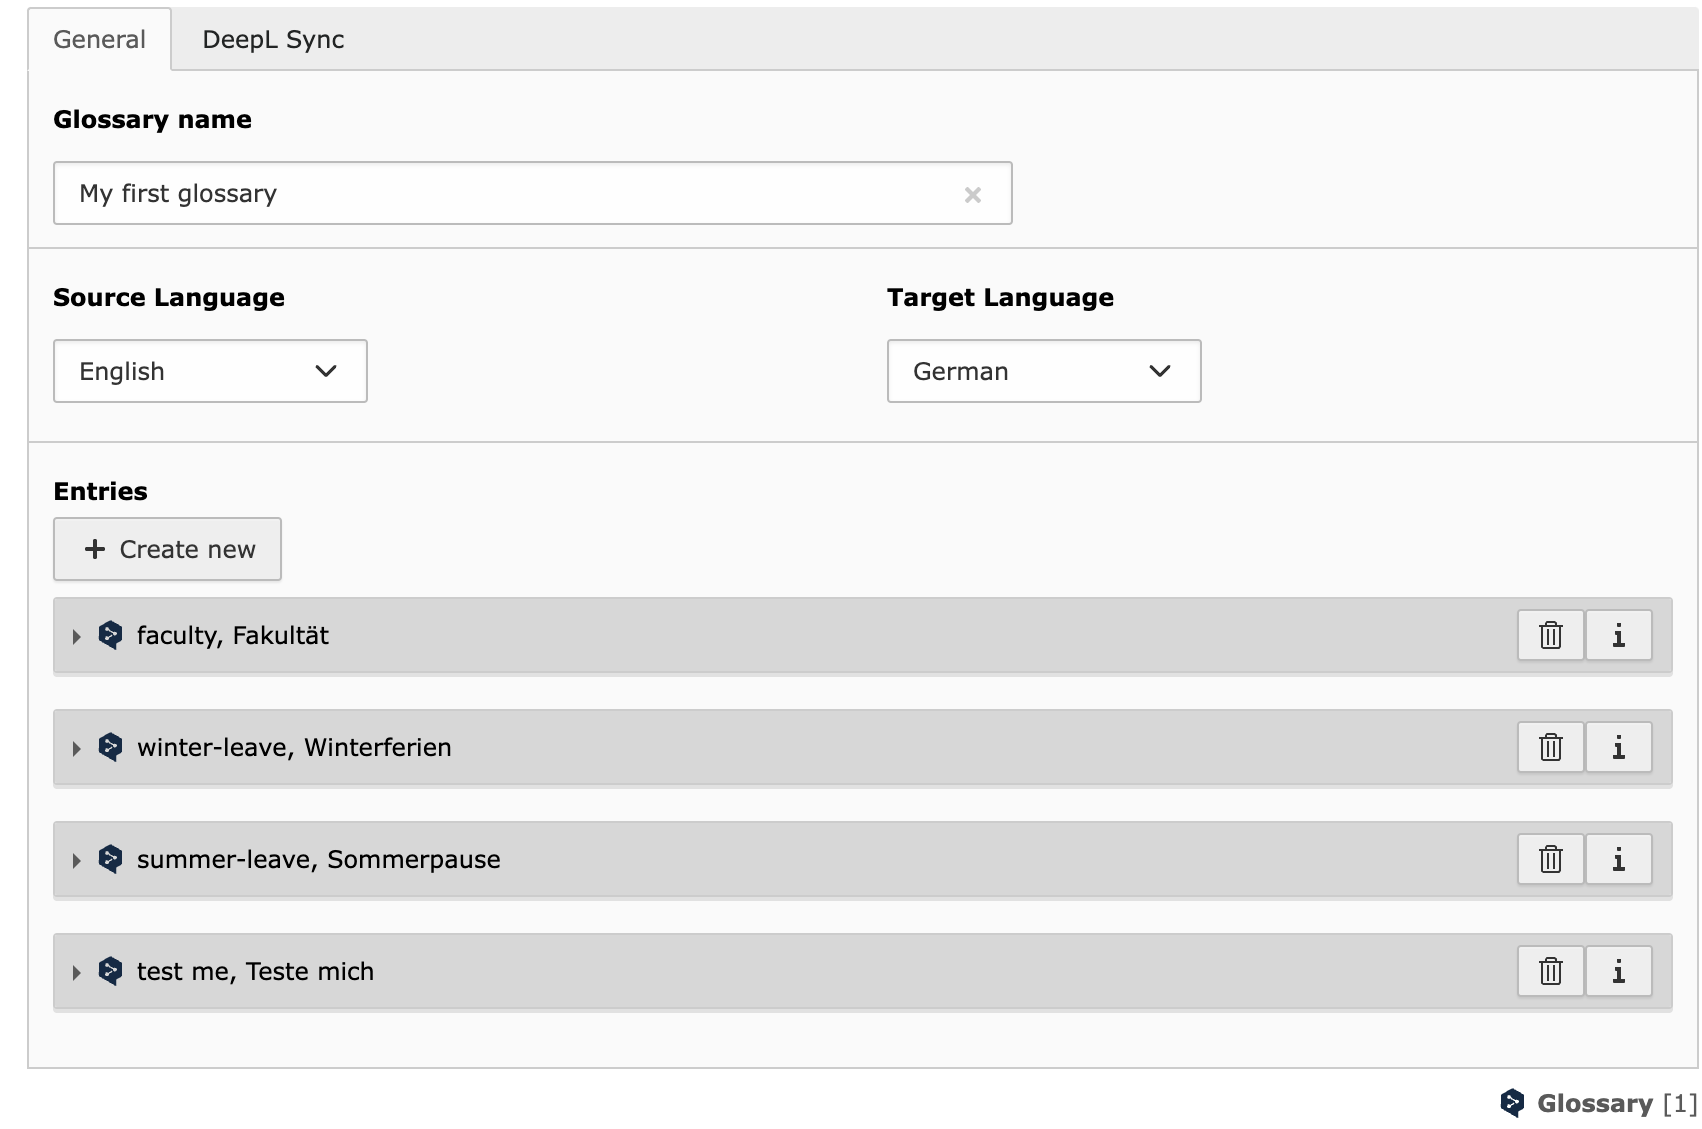 General DeepL Sync
Glossary name
My first glossary
Source Language Target Language
English German
Entries
+ Create new
faculty, Fakultät
winter-leave, Winterferien
summer-leave, Sommerpause
test me, Teste mich
Glossary [1]